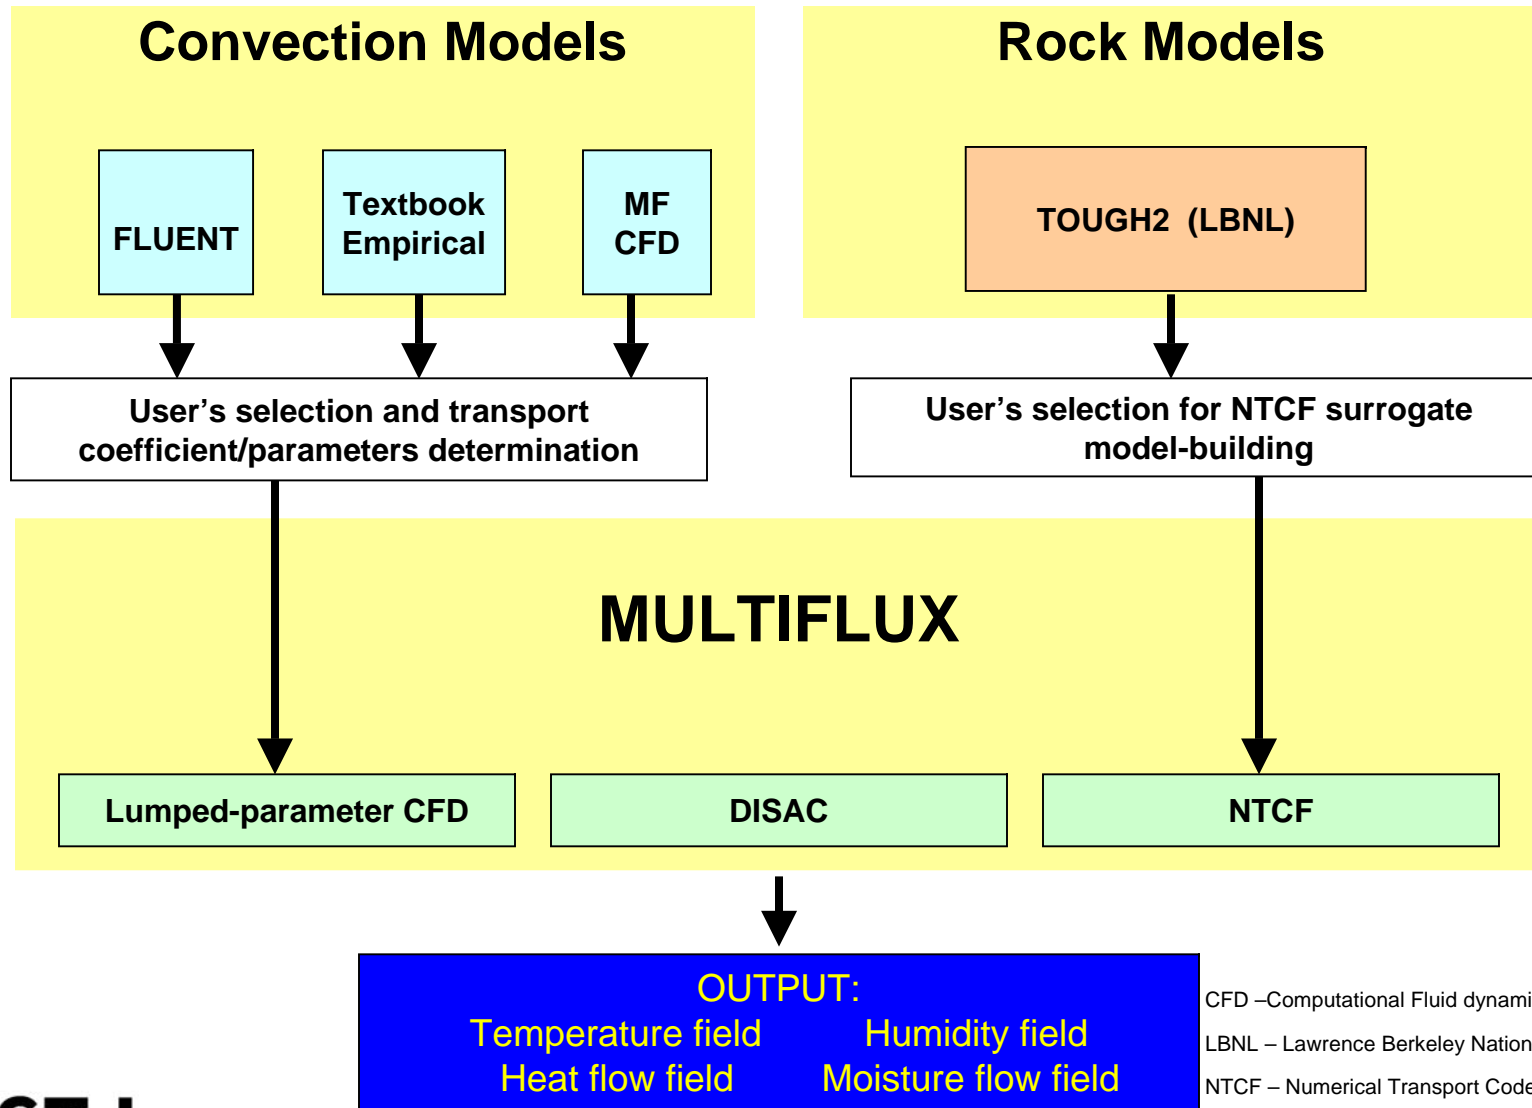 Convection Models
Rock Models
FLUENT
Textbook
Empirical
MF
CFD
TOUGH2 (LBNL)
User's selection and transport
coefficient/parameters determination
User's selection for NTCF surrogate
model-building
MULTIFLUX
Lumped-parameter CFD
DISAC
NTCF
OUTPUT:
Temperature field Humidity field
Heat flow field Moisture flow field
CFD –Computational Fluid dynami
LBNL – Lawrence Berkeley Nation
NTCF – Numerical Transport Code